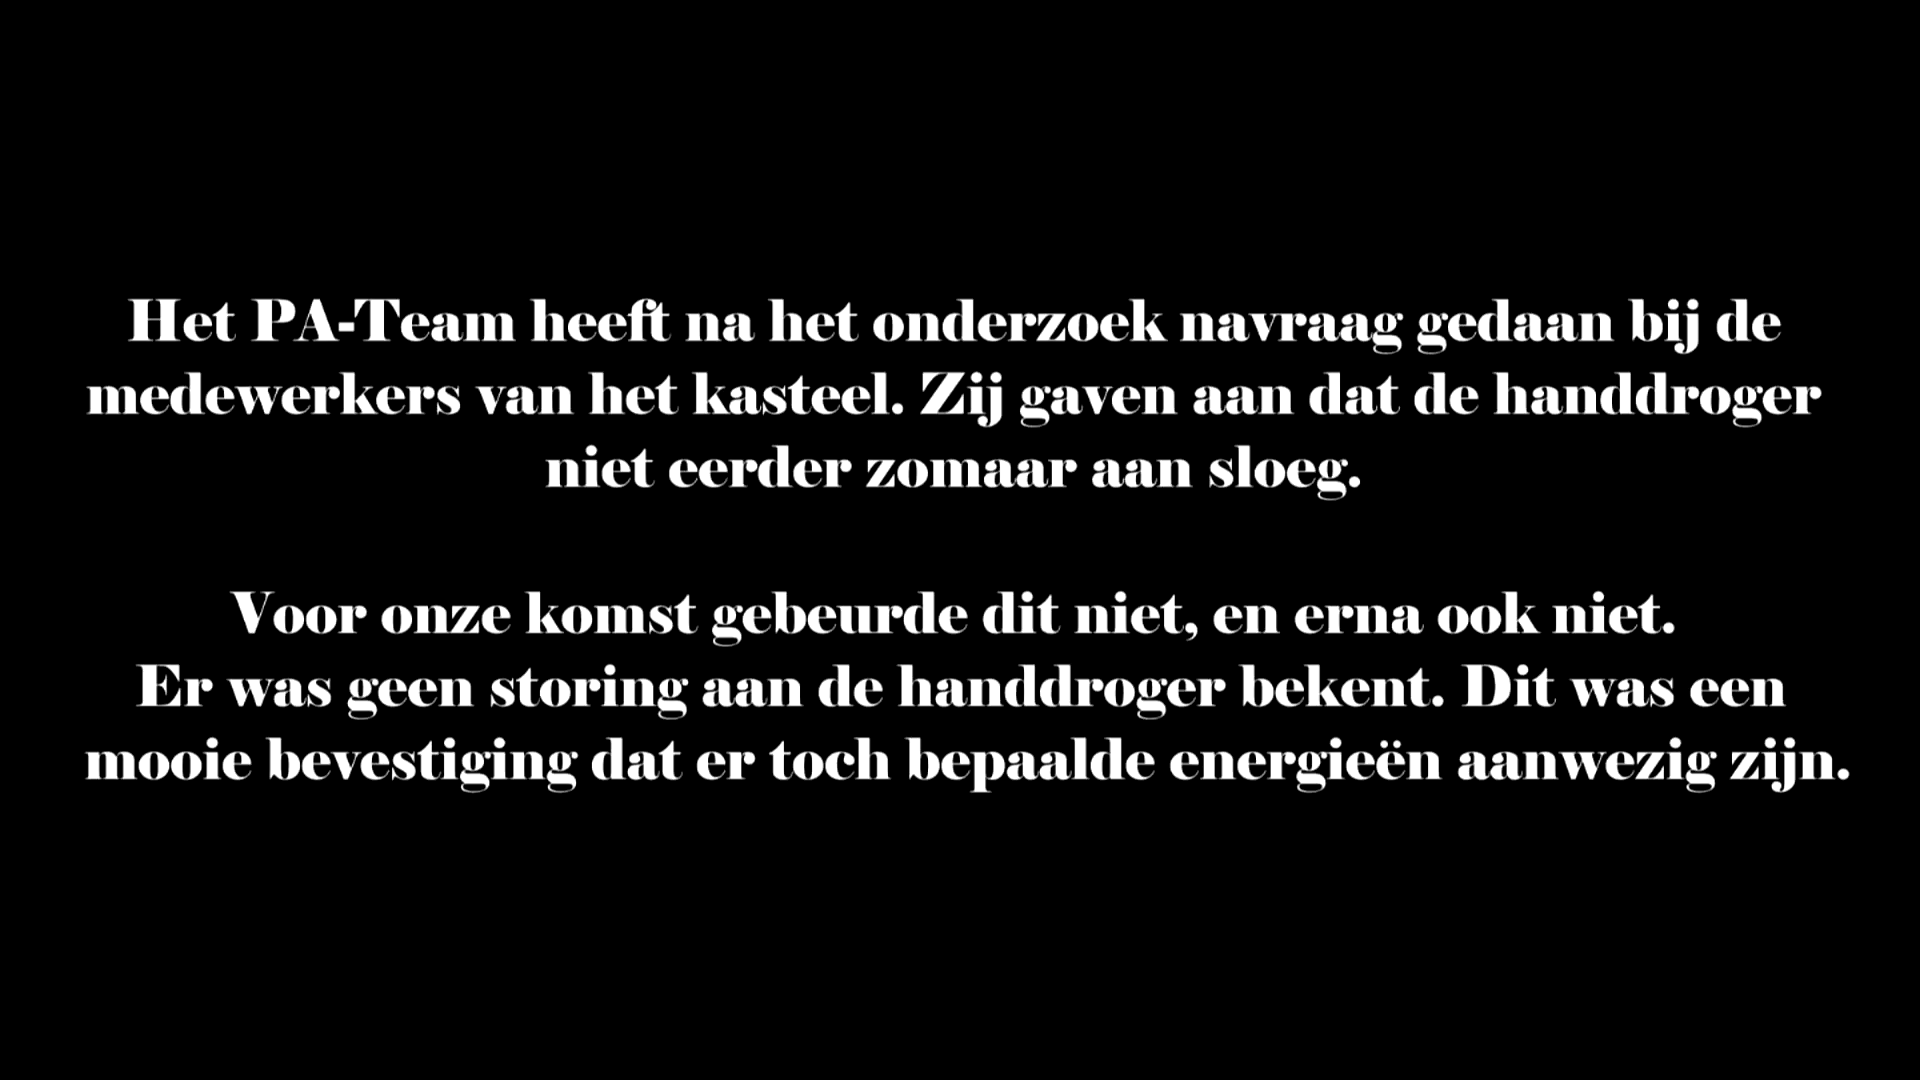 Het PA-Team heeft na het onderzoek navraag gedaan bij de
medewerkers van het kasteel. Zij gaven aan dat de handdroger
niet eerder zomaar aan sloeg.
Voor onze komst gebeurde dit niet, en erna ook niet.
Er was geen storing aan de handdroger bekent. Dit was een
mooie bevestiging dat er toch bepaalde energieën aanwezig zijn.